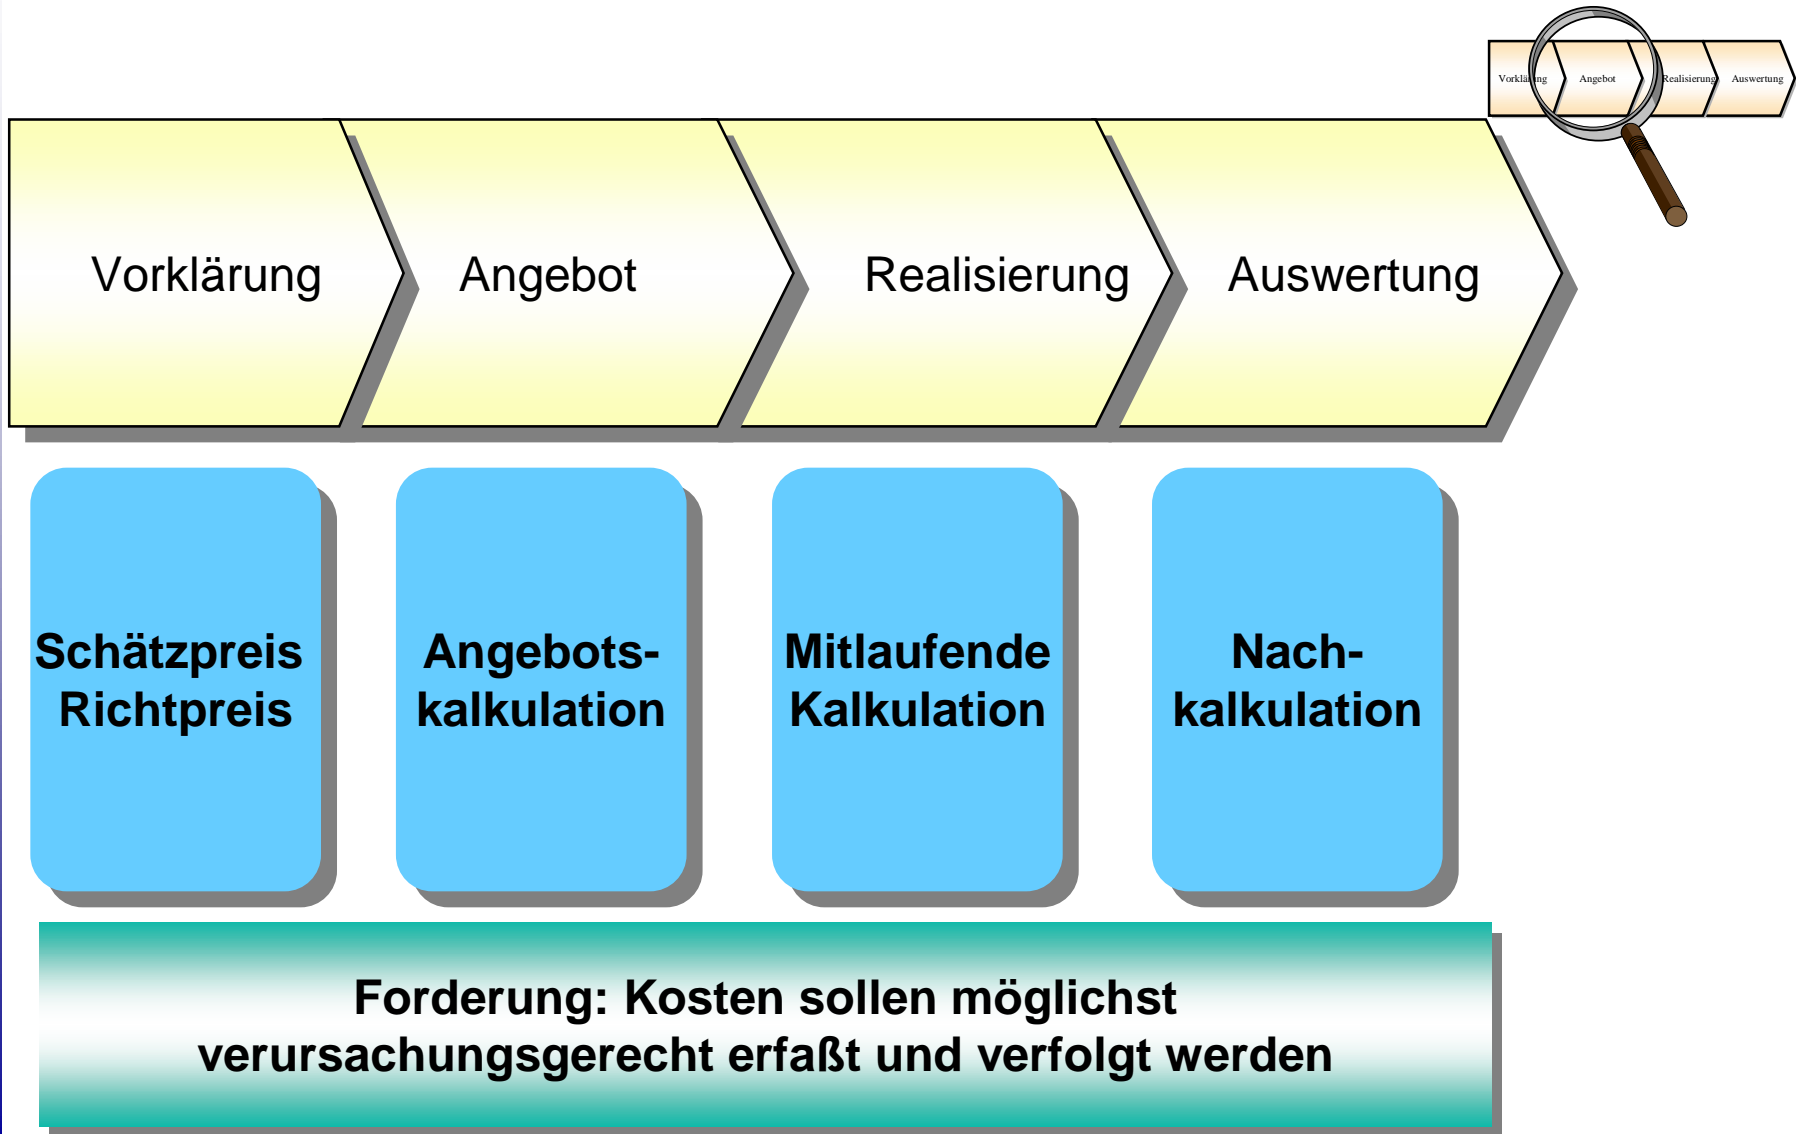 Vorklärung Angebot Realisierung Auswertung
Vorklärung Angebot Realisierung Auswertung
Schätzpreis
Richtpreis
Angebots-
kalkulation
Mitlaufende
Kalkulation
Nach-
kalkulation
Forderung: Kosten sollen möglichst
verursachungsgerecht erfaßt und verfolgt werden